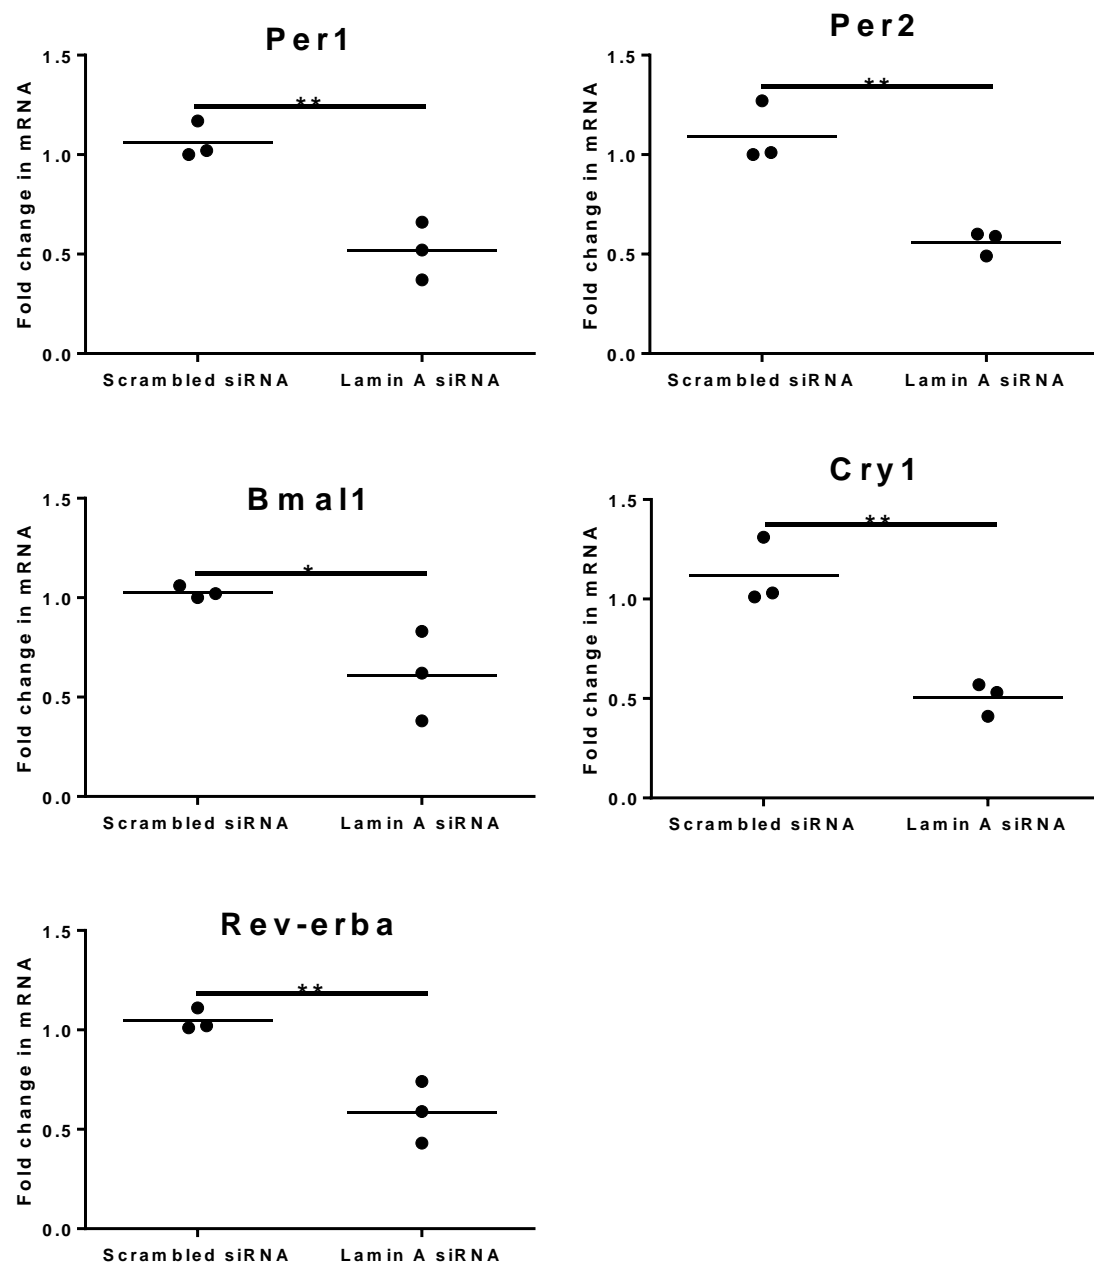 Per1
Fold change in mRNA
1.5
1.0
0.5
0.0
**
Scrambled siRNA
Lamin A siRNA
Per2
Fold change in mRNA
1.5
1.0
0.5
0.0
**
Scrambled siRNA
Lamin A siRNA
Bmal1
Fold change in mRNA
1.5
1.0
0.5
0.0
*
Scrambled siRNA
Lamin A siRNA
Cry1
Fold change in mRNA
1.5
1.0
0.5
0.0
**
Scrambled siRNA
Lamin A siRNA
Rev-erba
Fold change in mRNA
1.5
1.0
0.5
0.0
**
Scrambled siRNA
Lamin A siRNA